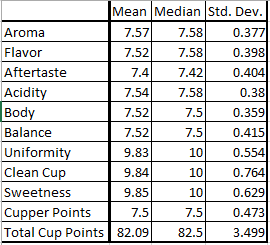 Mean Median Std. Dev.
Aroma 7.57 7.58 0.377
Flavor 7.52 7.58 0.398
Aftertaste 7.4 7.42 0.404
Acidity 7.54 7.58 0.38
Body 7.52 7.5 0.359
Balance 7.52 7.5 0.415
Uniformity 9.83 10 0.554
Clean Cup 9.84 10 0.764
Sweetness 9.85 10 0.629
Cupper Points 7.5 7.5 0.473
Total Cup Points 82.09 82.5 3.499